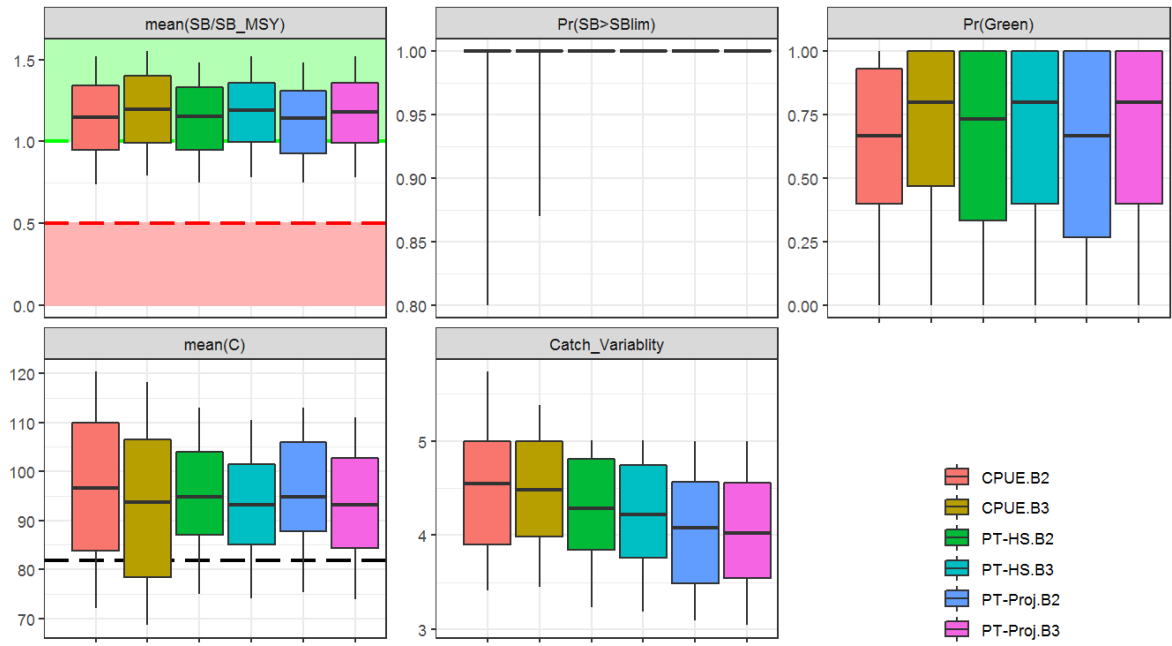 mean(SB/SB_MSY)
1.5
1.0
0.5
0.0
Pr(SB>SBlim)
1.00
0.95
0.90
0.85
0.80
Pr(Green)
1.00
0.75
0.50
0.25
0.00
mean(C)
120
110
100
90
80
70
Catch_Variablity
5
4
3
CPUE.B2
CPUE.B3
PT-HS.B2
PT-HS.B3
PT-Proj.B2
PT-Proj.B3